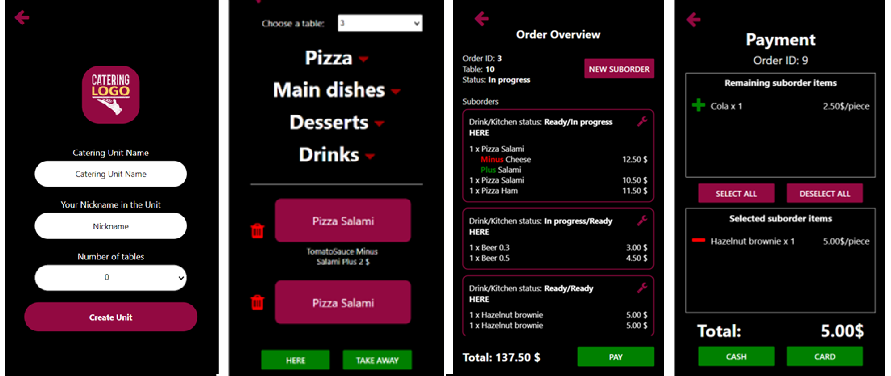 CATERING
LOGO
Catering Unit Name
Catering Unit Name
Your Nickname in the Unit
Nickname
Number of tables
0
Create Unit
Choose a table: 3
Pizza
Main dishes
Desserts
Drinks
Pizza Salami
TomatoSauce Minus
Salami Plus 2 $
Pizza Salami
HERE TAKE AWAY
Order Overview
Order ID: 3
Table: 10
Status: In progress
NEW SUBORDER
Suborders
Drink/Kitchen status: Ready/In progress
HERE
1 x Pizza Salami
Minus Cheese 12.50 $
Plus Salami
1 x Pizza Salami 10.50 $
1 x Pizza Ham 11.50 $
Drink/Kitchen status: In progress/Ready
HERE
1 x Beer 0.3 3.00 $
1 x Beer 0.5 4.50 $
Drink/Kitchen status: Ready/Ready
HERE
1 x Hazelnut brownie 5.00 $
1 x Hazelnut brownie 5.00 $
Total: 137.50 $ PAY
Payment
Order ID: 9
Remaining suborder items
Cola x 1 2.50$/piece
SELECT ALL DESELECT ALL
Selected suborder items
Hazelnut brownie x 1 5.00$/piece
Total: 5.00$
CASH CARD